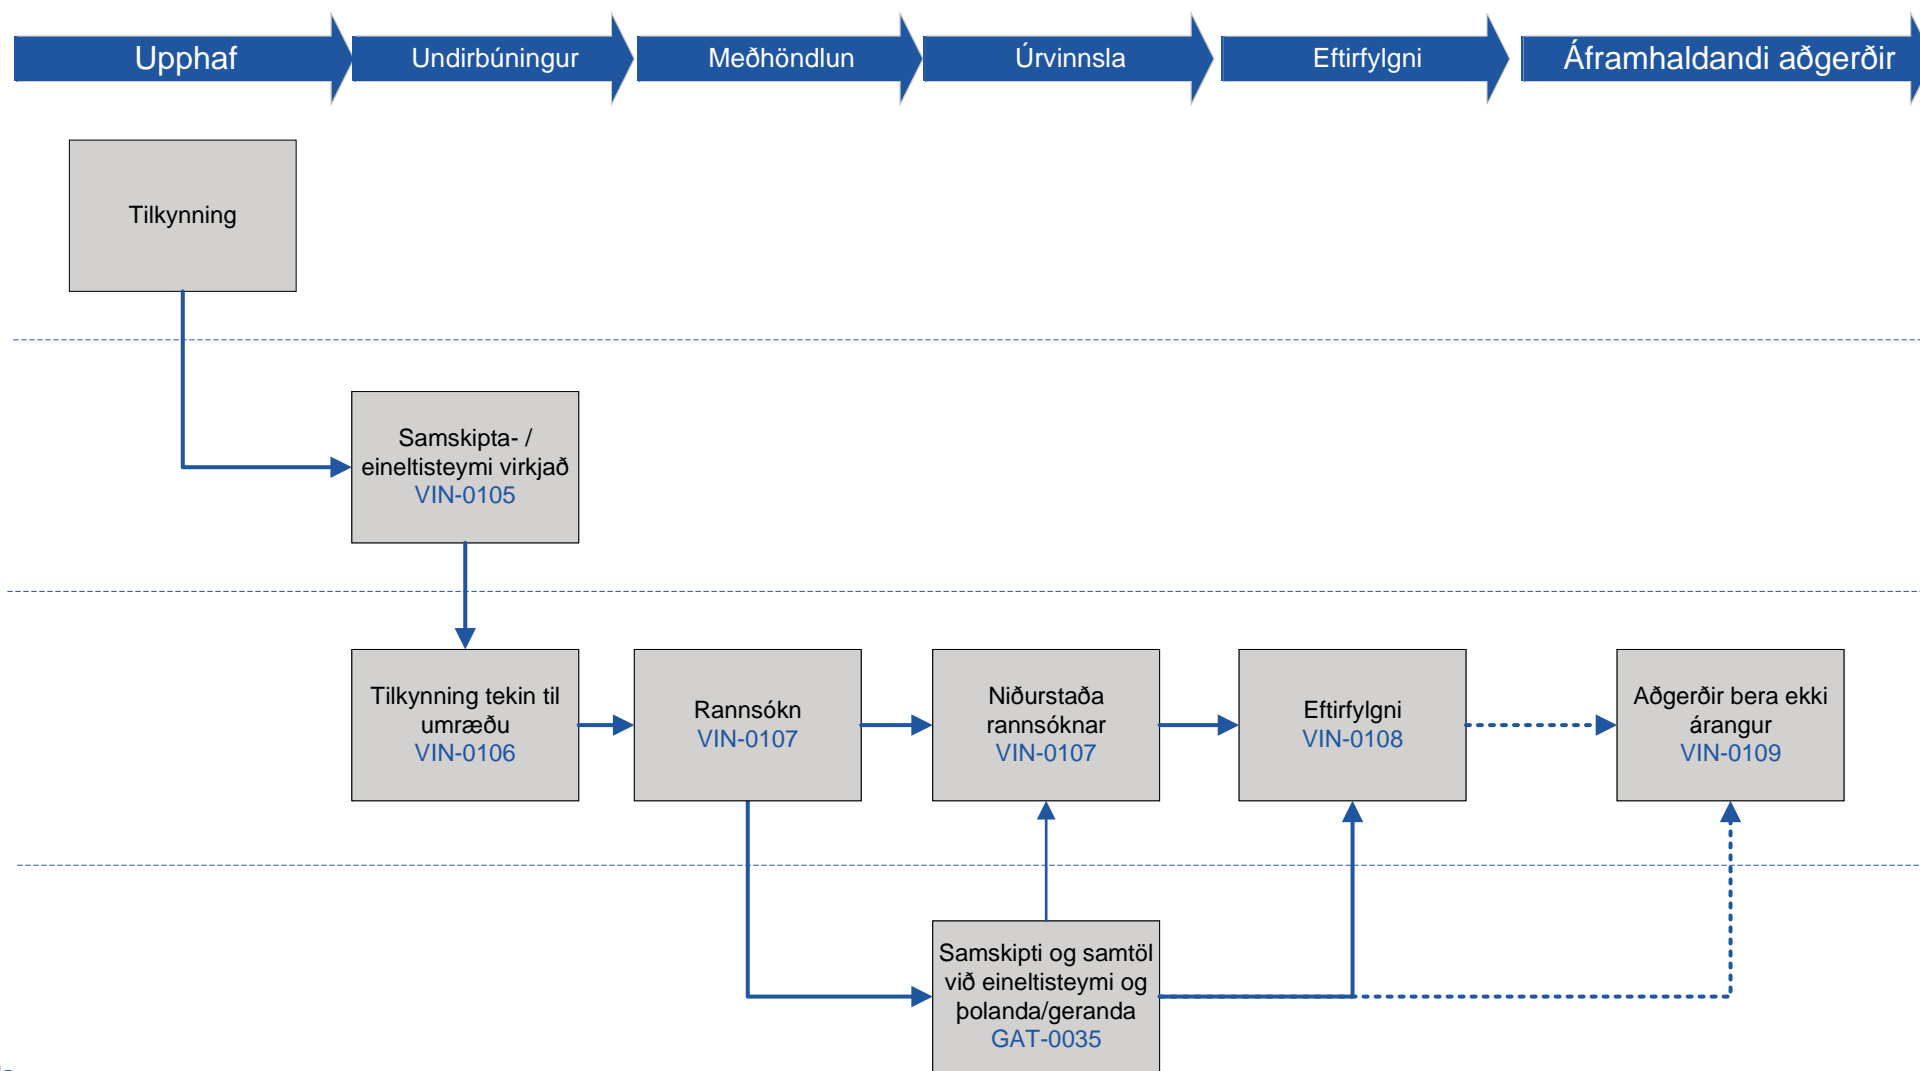 Upphaf
Undirbúningur
Meðhöndlun
Úrvinnsla
Eftirfylgni
Áframhaldandi aðgerðir
Tilkynning
Samskipta- /
eineltisteymi virkjað
VIN-0105
Tilkynning tekin til
umræðu
VIN-0106
Rannsókn
VIN-0107
Niðurstaða
rannsóknar
VIN-0107
Eftirfylgni
VIN-0108
Aðgerðir bera ekki
árangur
VIN-0109
Samskipti og samtöl
við eineltisteymi og
þolanda/geranda
GAT-0035